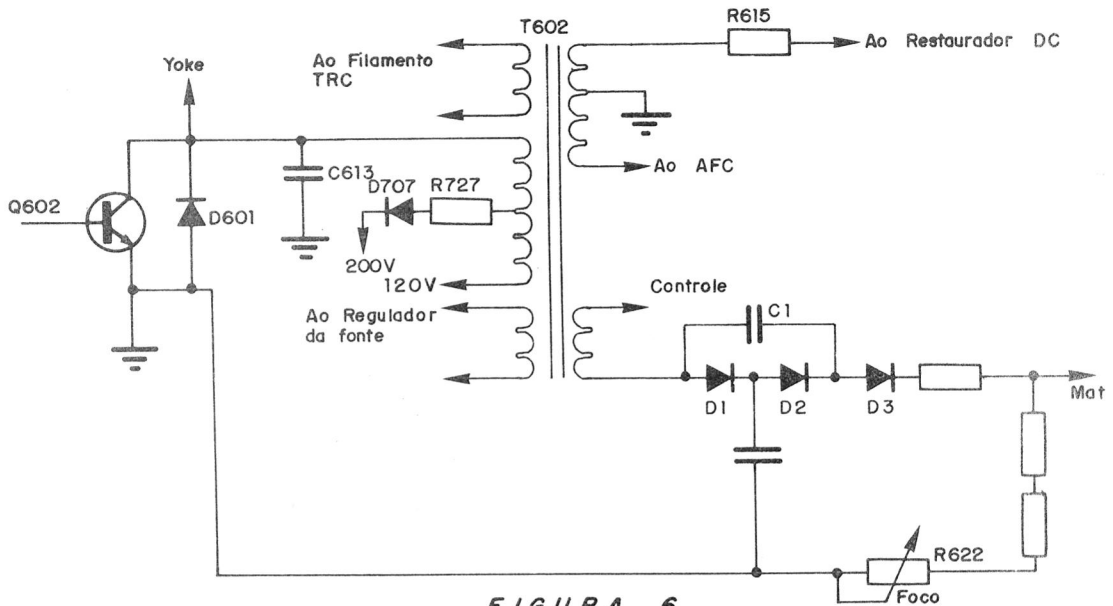 T602
R615
Ao Restaurador DC
Ao Filamento
TRC
Yoke
Ao AFC
C613
D707
R727
Q602
D601
200V
120V
Controle
Ao Regulador
da fonte
C1
D1
D2
D3
Mat
R622
Foco
FIGURA 6